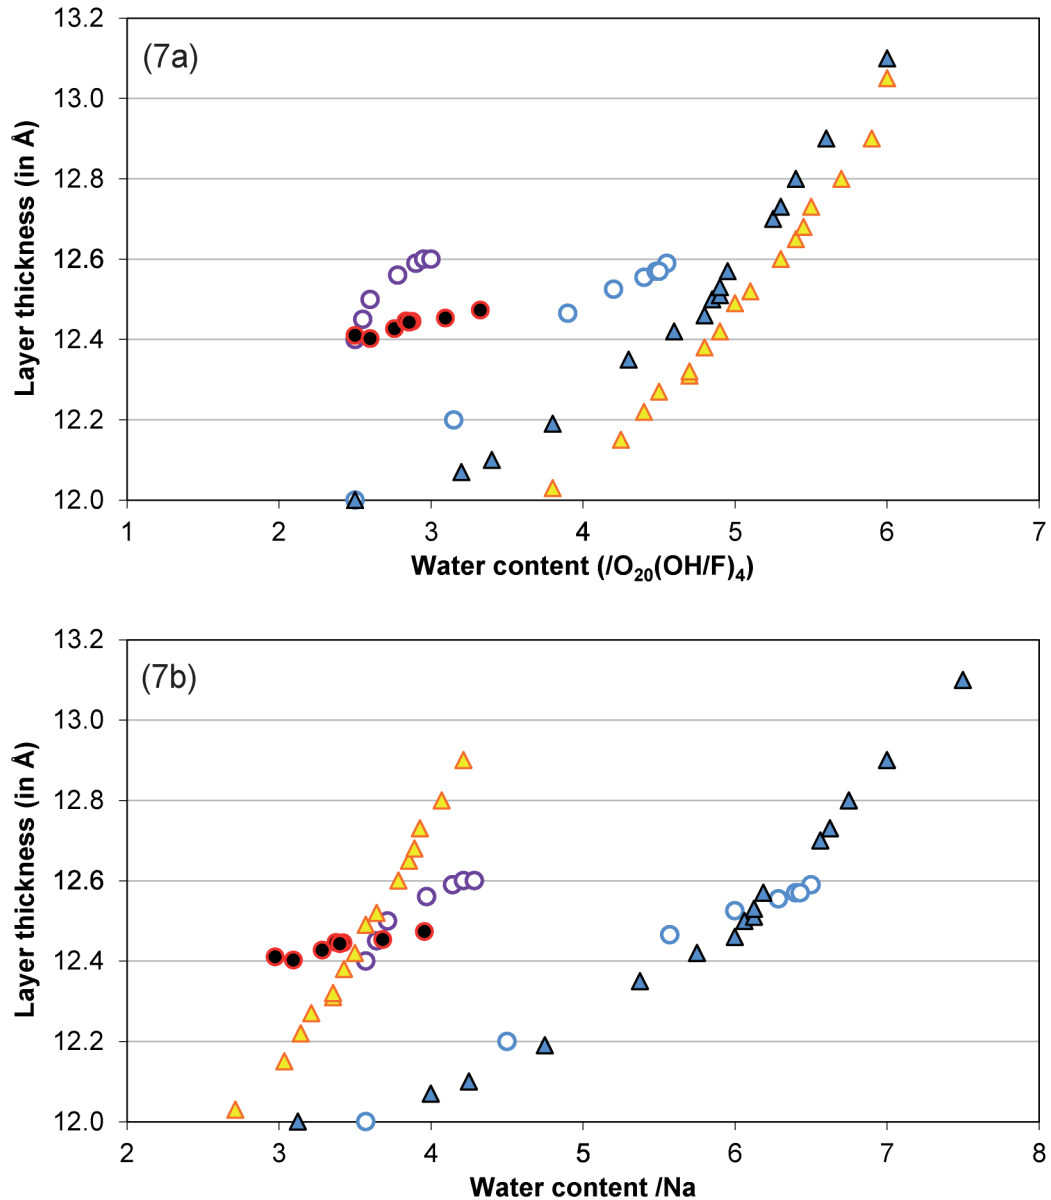 (7a)
Layer thickness (in Å)
13.2
13.0
12.8
12.6
12.4
12.2
12.0
1 2 3 4 5 6 7
Water content (/O₂₀(OH/F)₄)
(7b)
Layer thickness (in Å)
13.2
13.0
12.8
12.6
12.4
12.2
12.0
2 3 4 5 6 7 8
Water content /Na